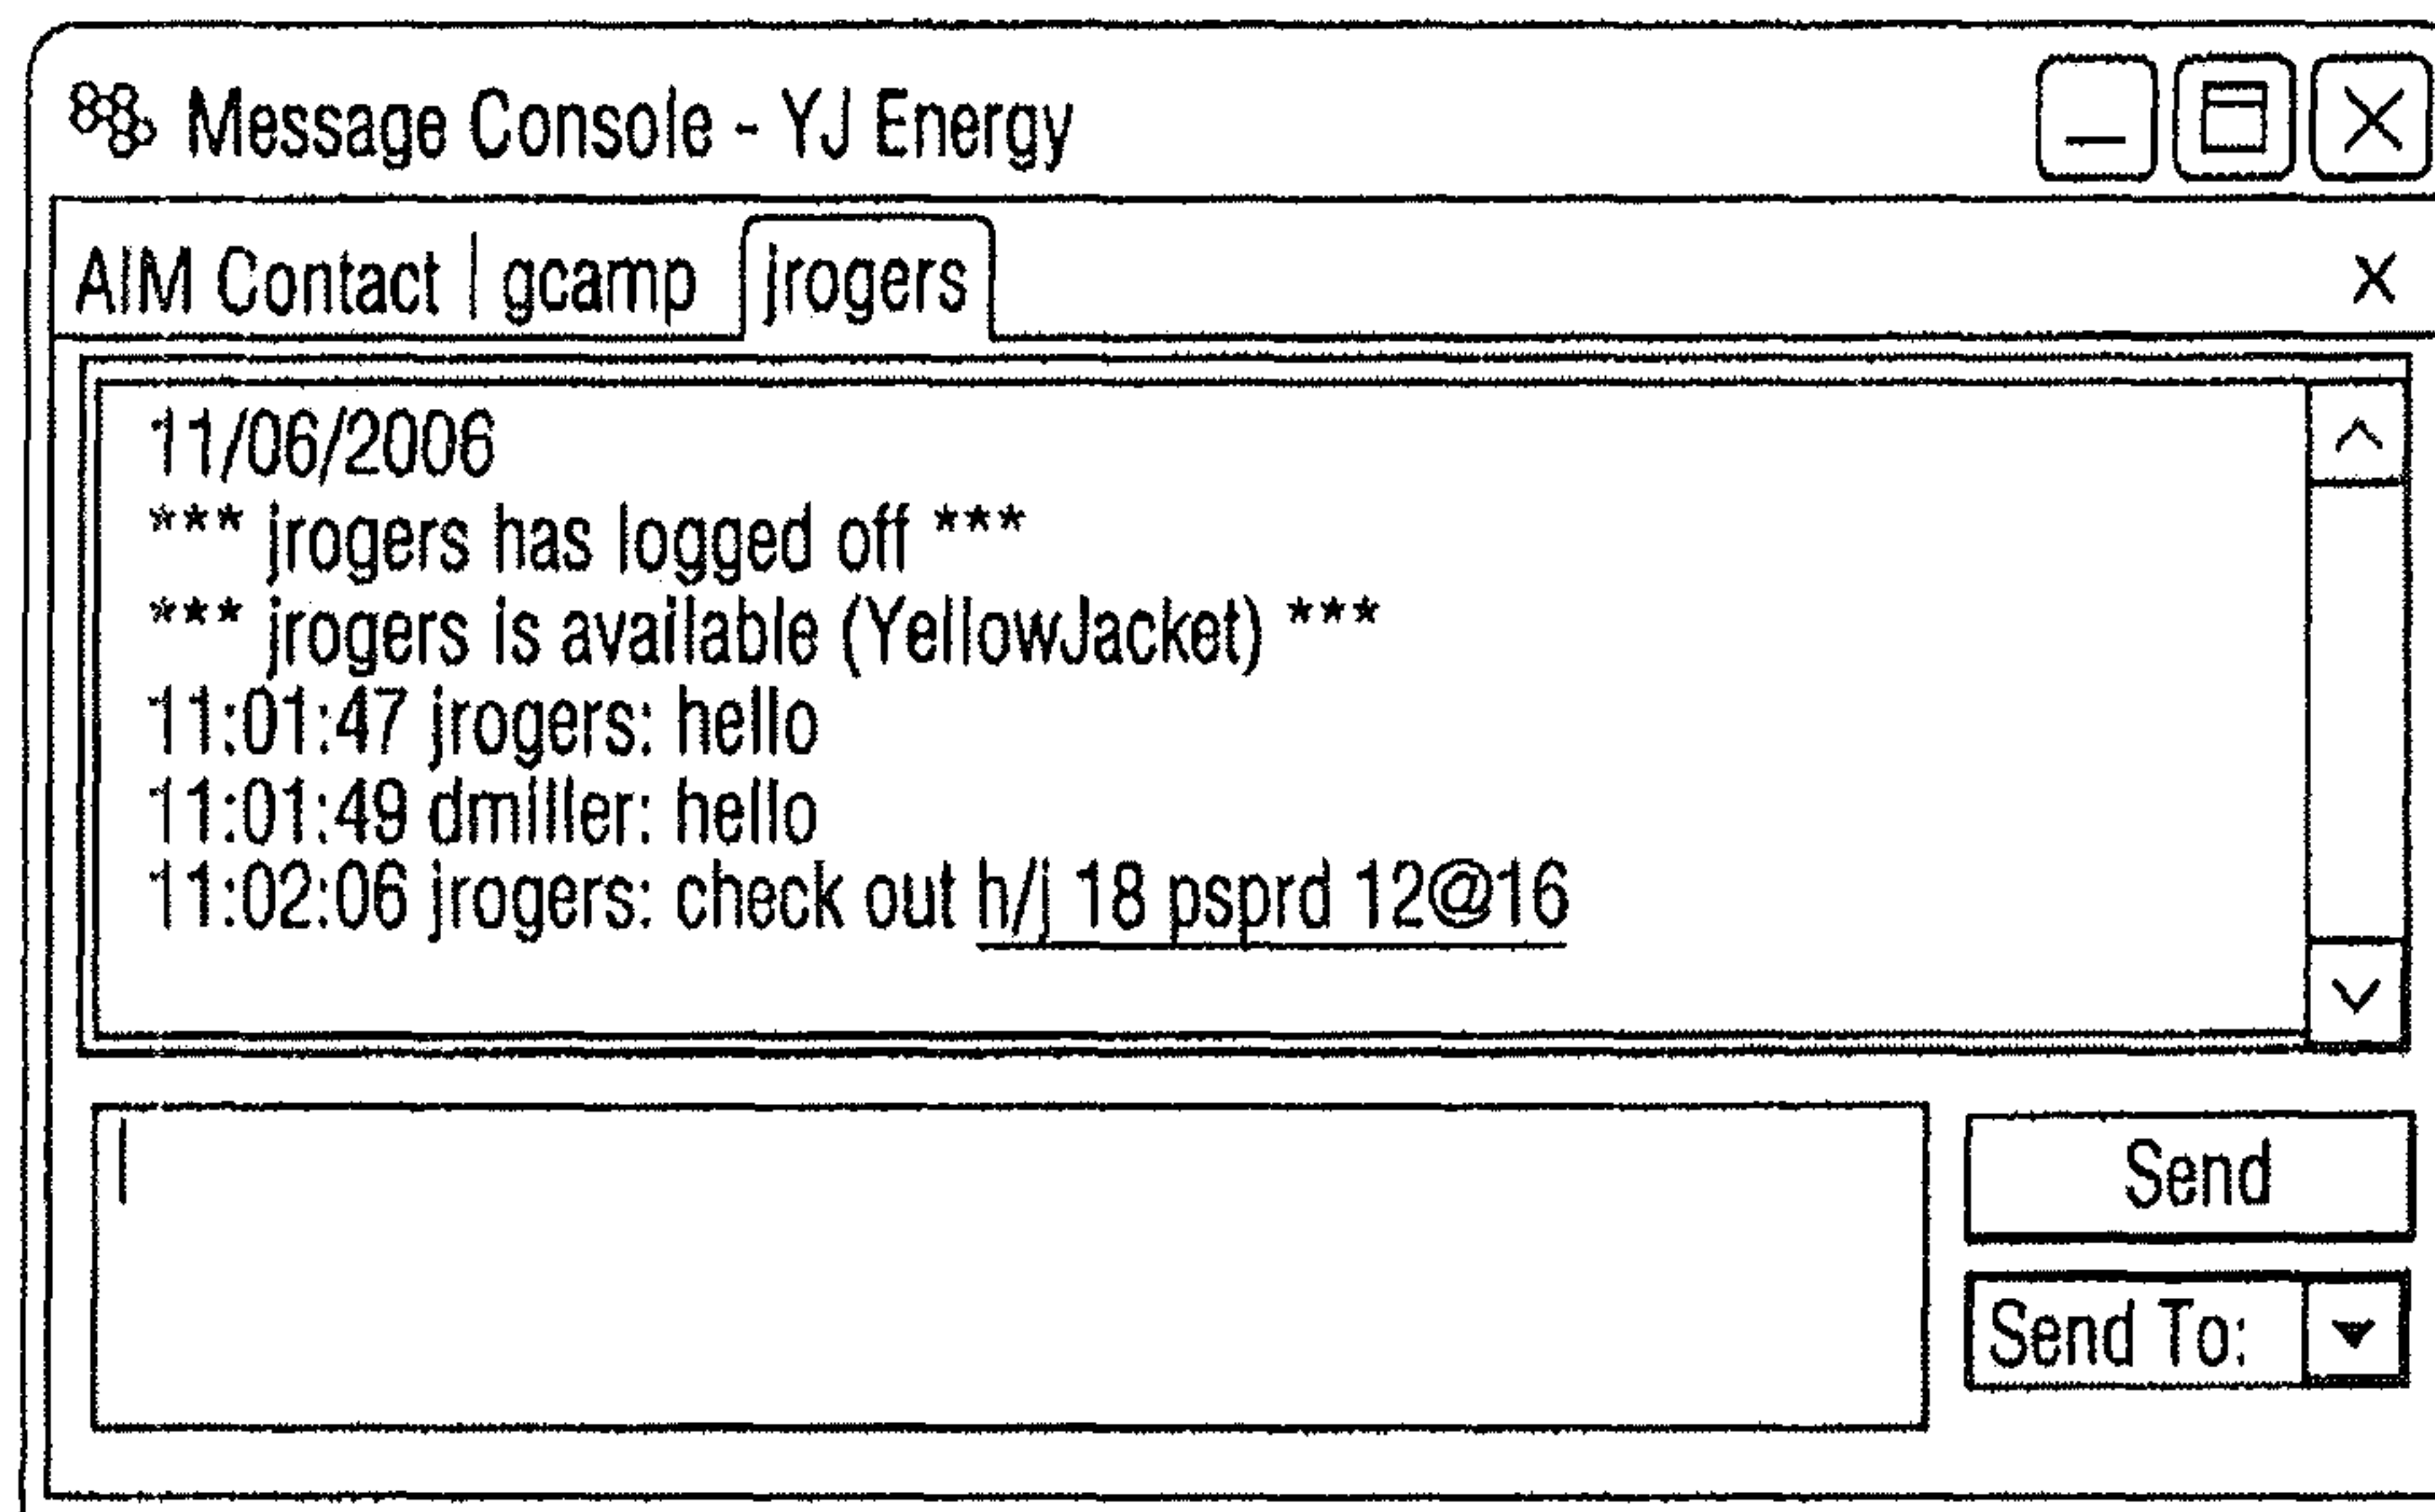 Message Console - YJ Energy
AIM Contact | gcamp jrogers X
11/06/2006
*** jrogers has logged off ***
*** jrogers is available (YellowJacket) ***
11:01:47 jrogers: hello
11:01:49 dmiller: hello
11:02:06 jrogers: check out h/j 18 psprd 12@16
Send
Send To: